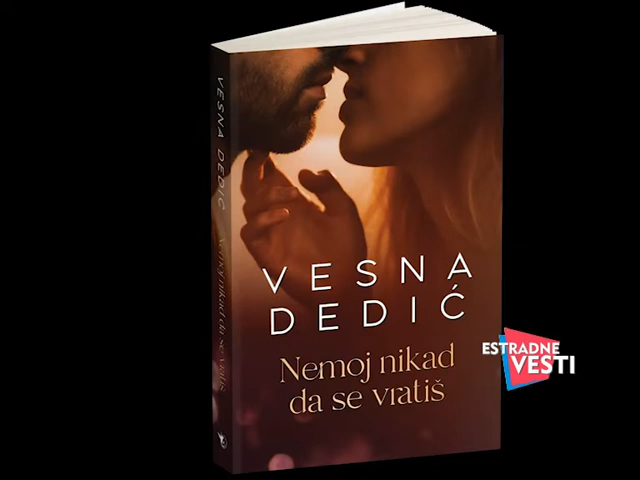 VESNA DEDIĆ
Nemoj nikad da se vratiš
VESNA
DEDIĆ
Nemoj nikad
da se vratiš
ESTRADNE
VESTI